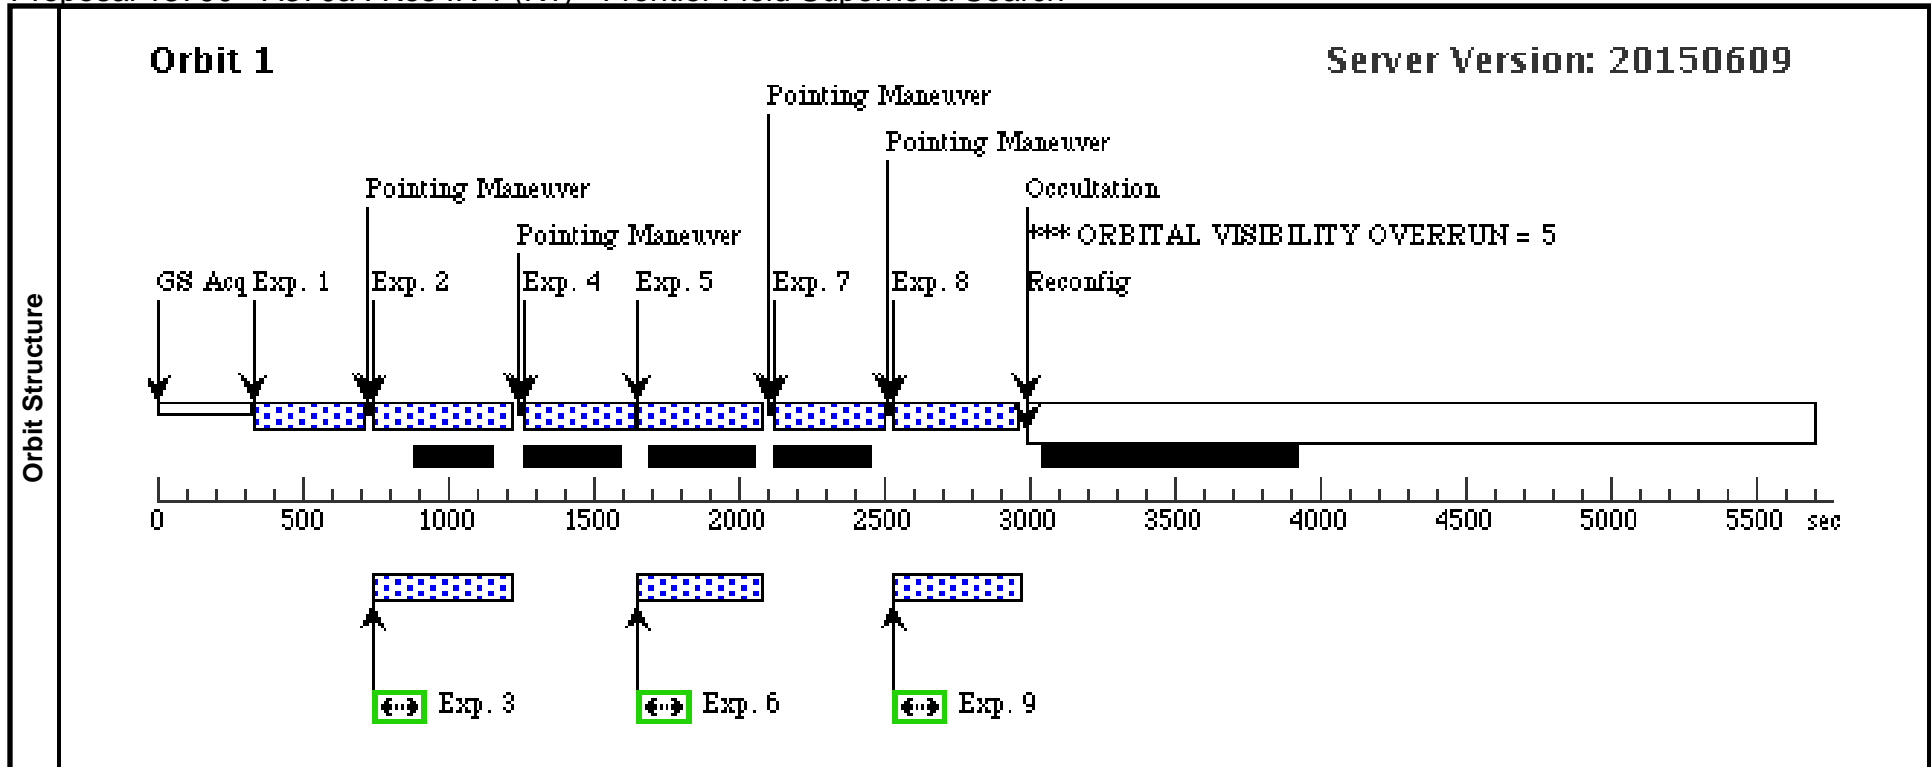 Orbit 1
Server Version: 20150609
Pointing Maneuver
Pointing Maneuver
Pointing Maneuver
Occultation
Pointing Maneuver
*** ORBITAL VISIBILITY OVERRUN = 5
GS Acq Exp. 1 Exp. 2 Exp. 4 Exp. 5 Exp. 7 Exp. 8 Reconfig
Orbit Structure
0 500 1000 1500 2000 2500 3000 3500 4000 4500 5000 5500 sec
Exp. 3 Exp. 6 Exp. 9